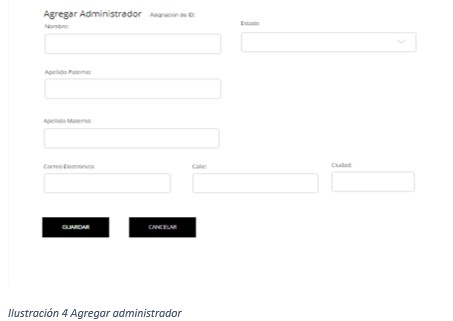 Agregar Administrador Asignacion de ID:
Nombre:
Estado
Apellido Paterno:
Apellido Materno:
Correo Electronico: Calle: Ciudad:
GUARDAR CANCELAR
Ilustración 4 Agregar administrador